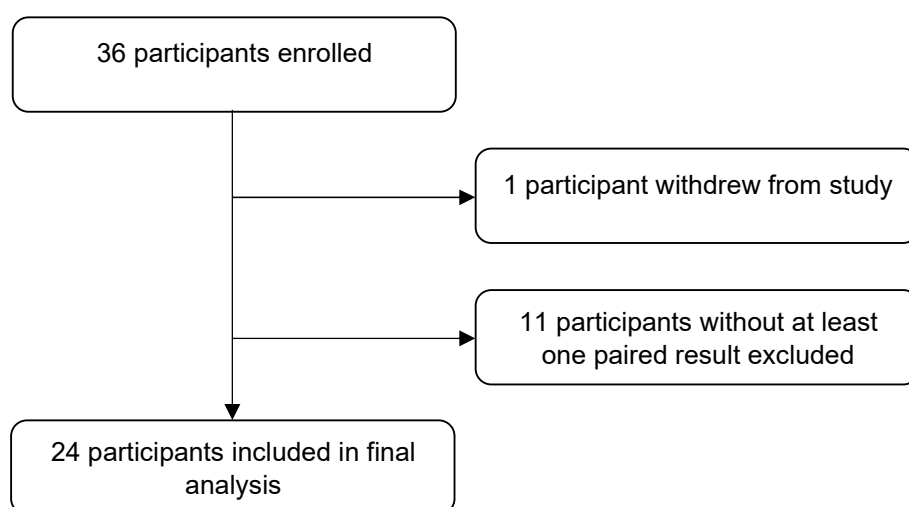 36 participants enrolled
1 participant withdrew from study
11 participants without at least
one paired result excluded
24 participants included in final
analysis